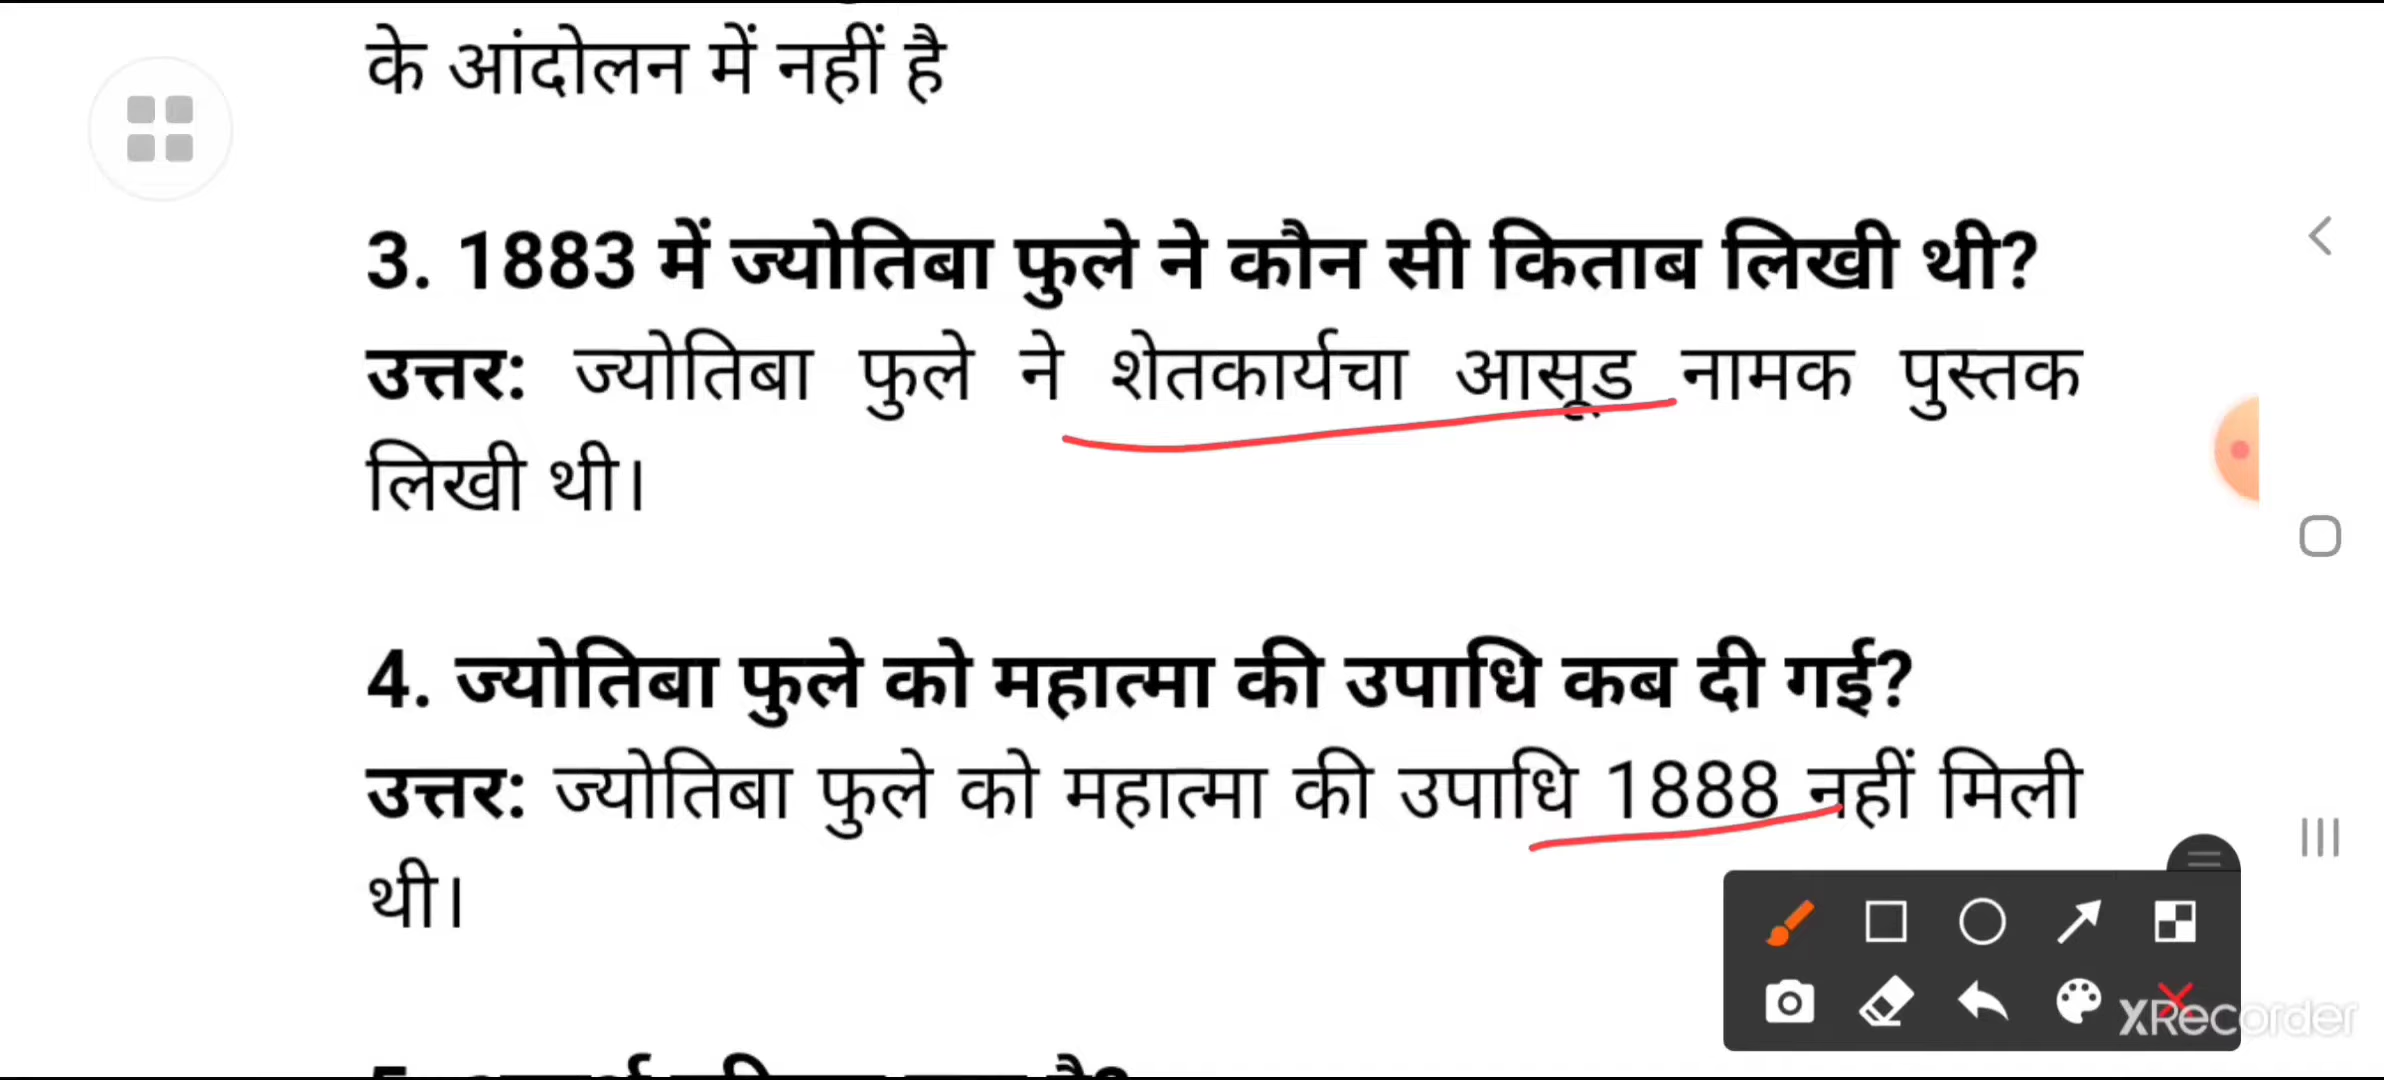 के आंदोलन में नहीं है
3. 1883 में ज्योतिबा फुले ने कौन सी किताब लिखी थी?
उत्तर: ज्योतिबा फुले ने शेतकार्यचा आसूड नामक पुस्तक
लिखी थी।
4. ज्योतिबा फुले को महात्मा की उपाधि कब दी गई?
उत्तर: ज्योतिबा फुले को महात्मा की उपाधि 1888 नहीं मिली
थी।
XRecorder